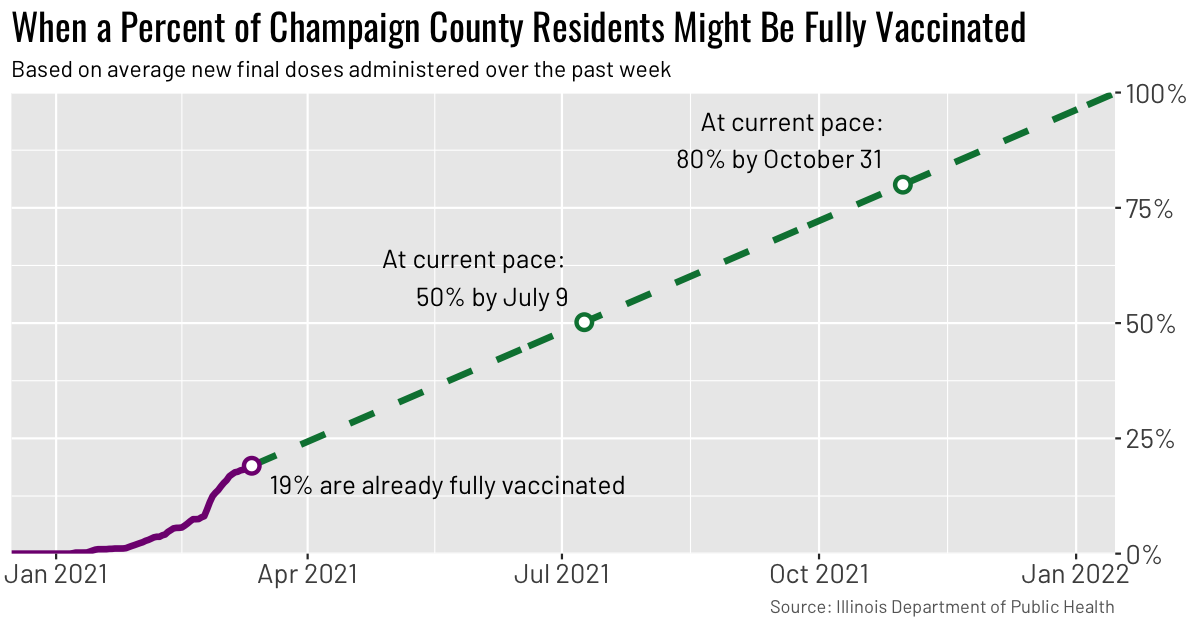 When a Percent of Champaign County Residents Might Be Fully Vaccinated
Based on average new final doses administered over the past week
100%
At current pace:
80% by October 31
75%
At current pace:
50% by July 9
50%
25%
19% are already fully vaccinated
0%
Jan 2021
Apr 2021
Jul 2021
Oct 2021
Jan 2022
Source: Illinois Department of Public Health